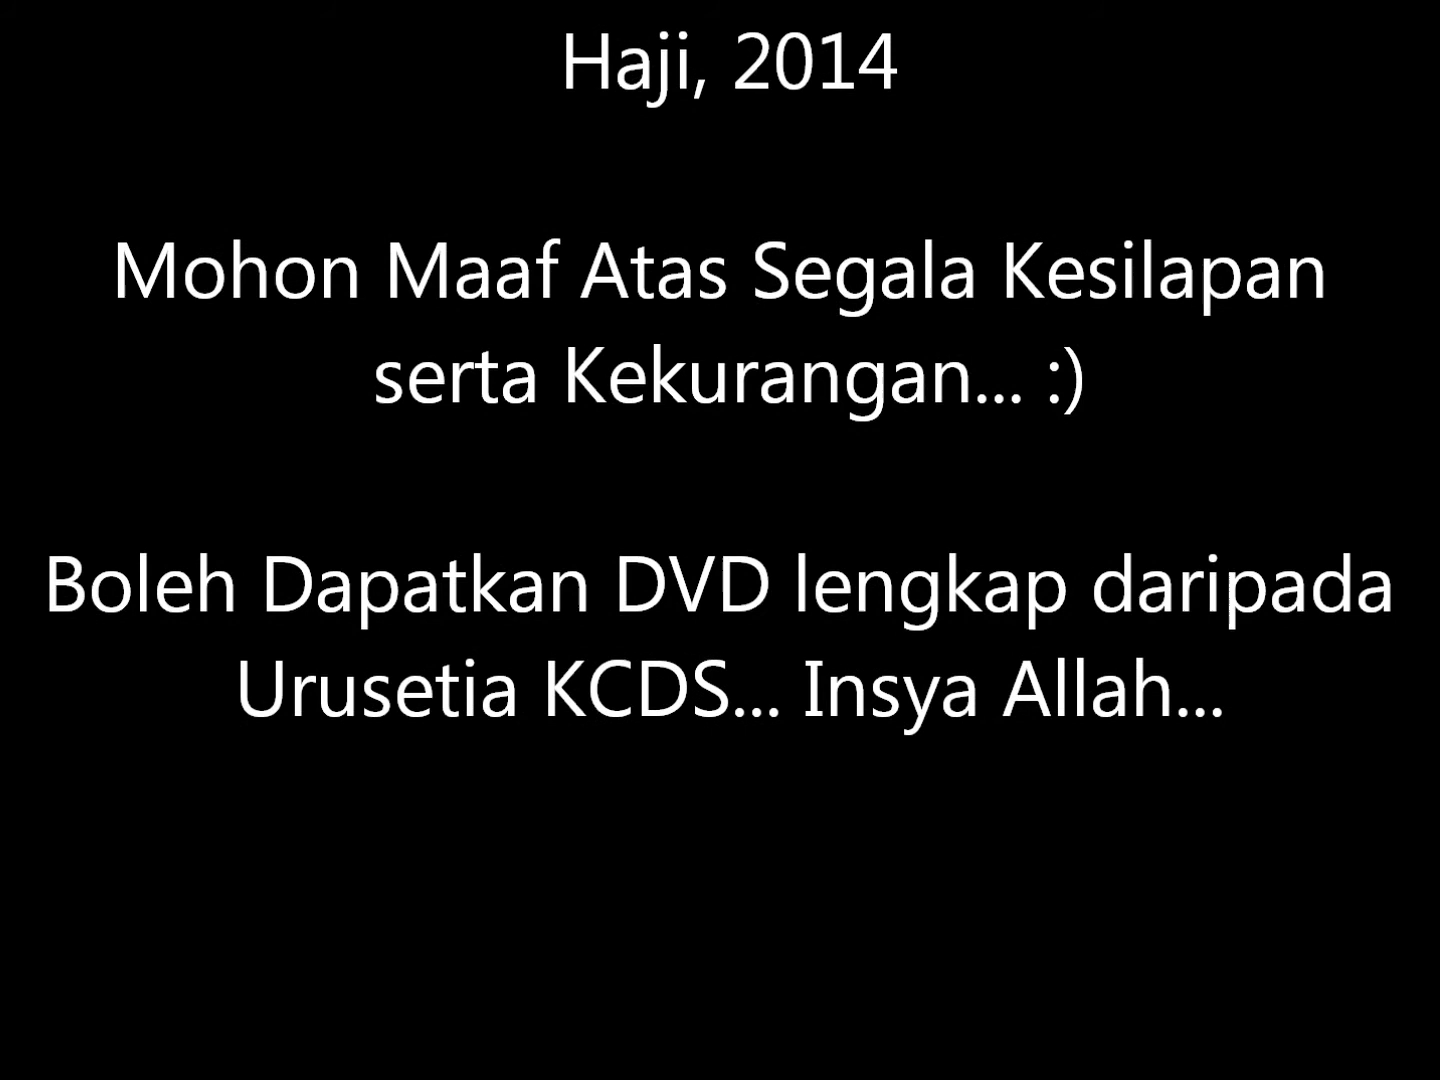 Haji, 2014
Mohon Maaf Atas Segala Kesilapan
serta Kekurangan... :)
Boleh Dapatkan DVD lengkap daripada
Urusetia KCDS... Insya Allah...